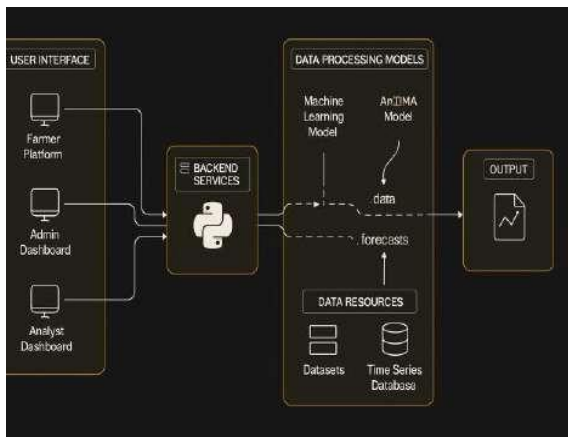 USER INTERFACE
Farmer
Platform
Admin
Dashboard
Analyst
Dashboard
BACKEND
SERVICES
DATA PROCESSING MODELS
Machine
Learning
Model
Model
.data
.forecasts
DATA RESOURCES
Datasets
Time Series
Database
OUTPUT